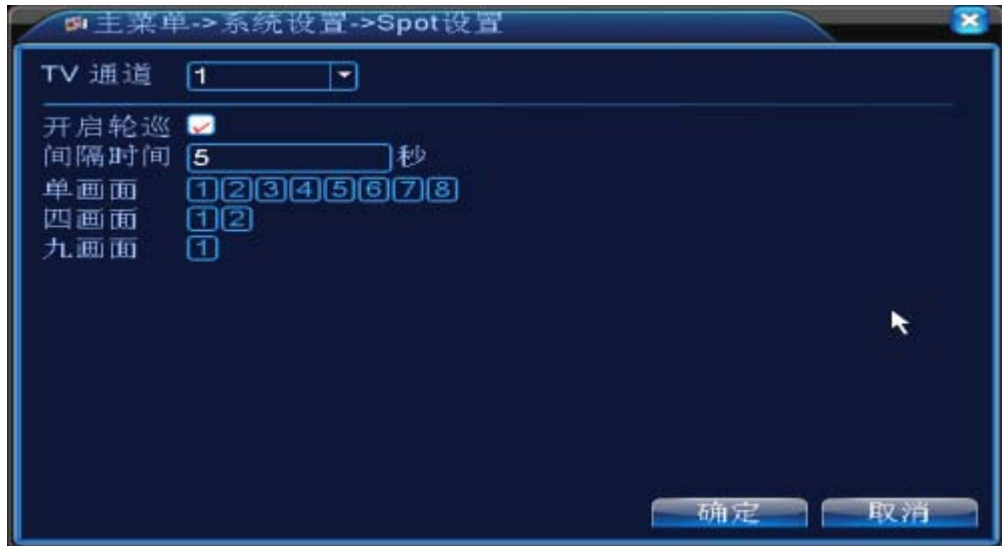 主菜单->系统设置->Spot设置
TV 通道 1
开启轮巡
间隔时间 5 秒
单画面 1 2 3 4 5 6 7 8
四画面 1 2
九画面 1
确定 取消